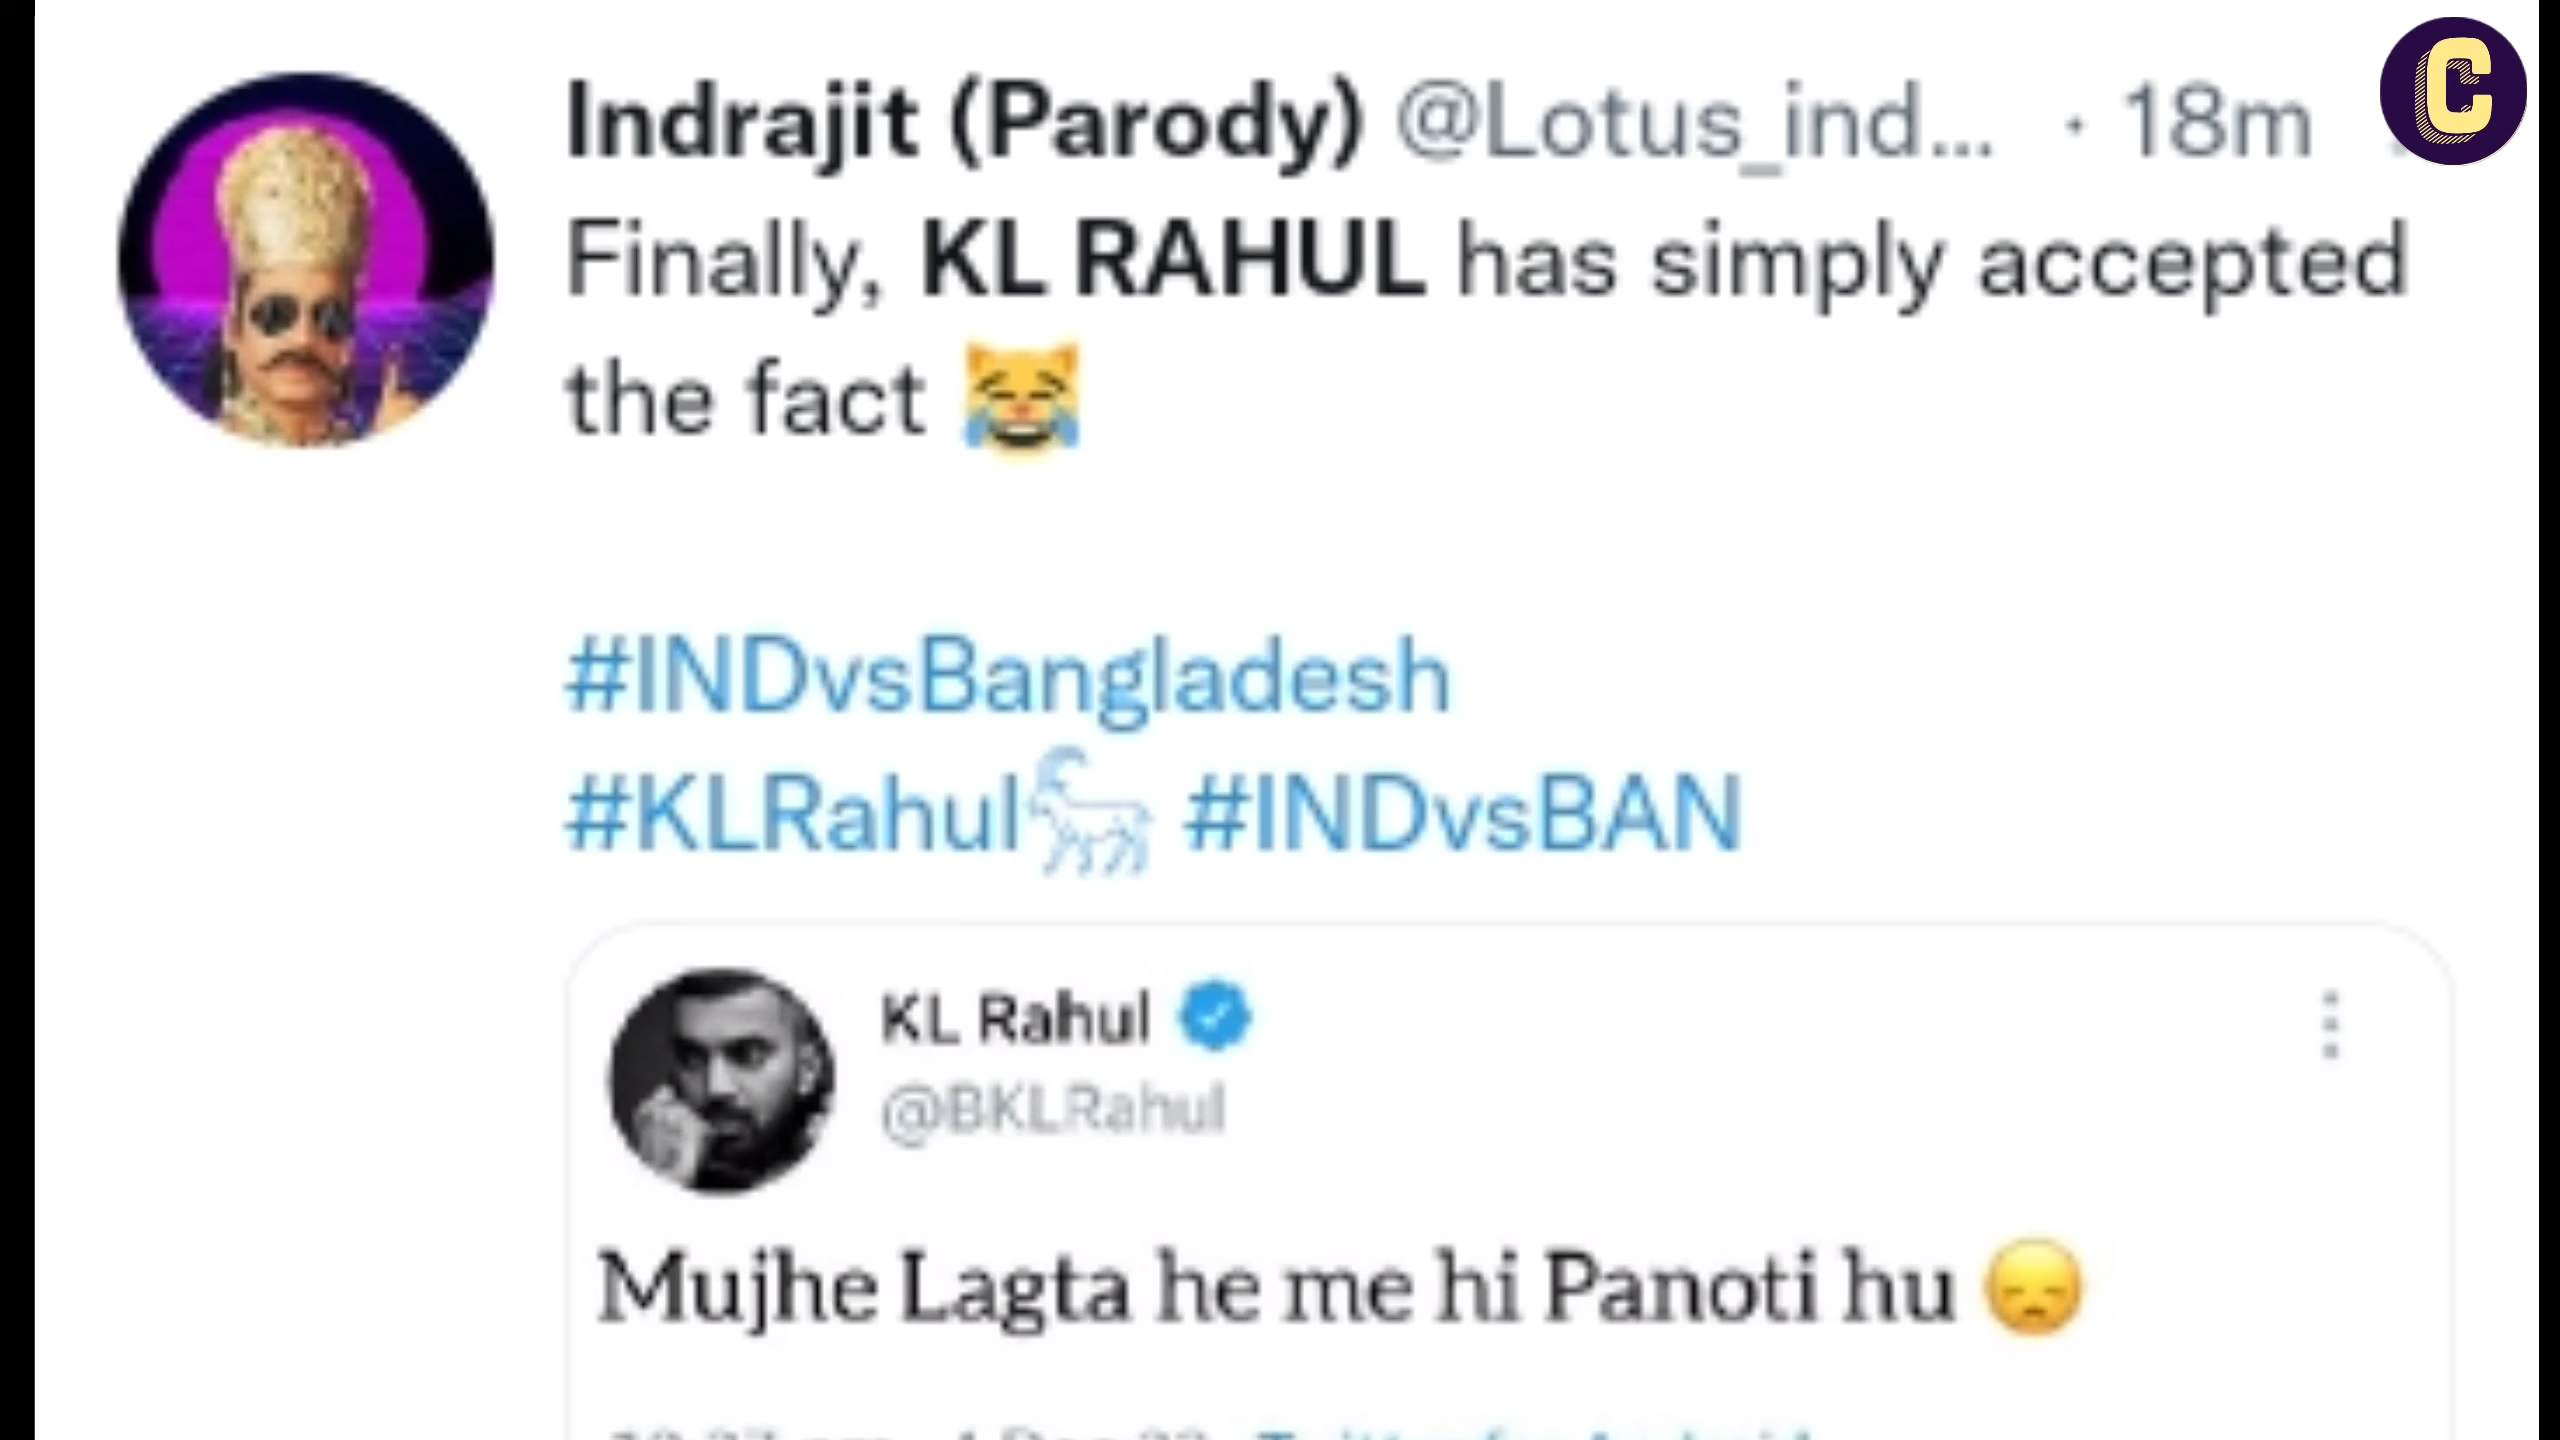 Indrajit (Parody) @Lotus_ind... · 18m
C
Finally, KL RAHUL has simply accepted
the fact 😹
#INDvsBangladesh
#KLRahul🐐 #INDvsBAN
KL Rahul
@BKLRahul
Mujhe Lagta he me hi Panoti hu 😞